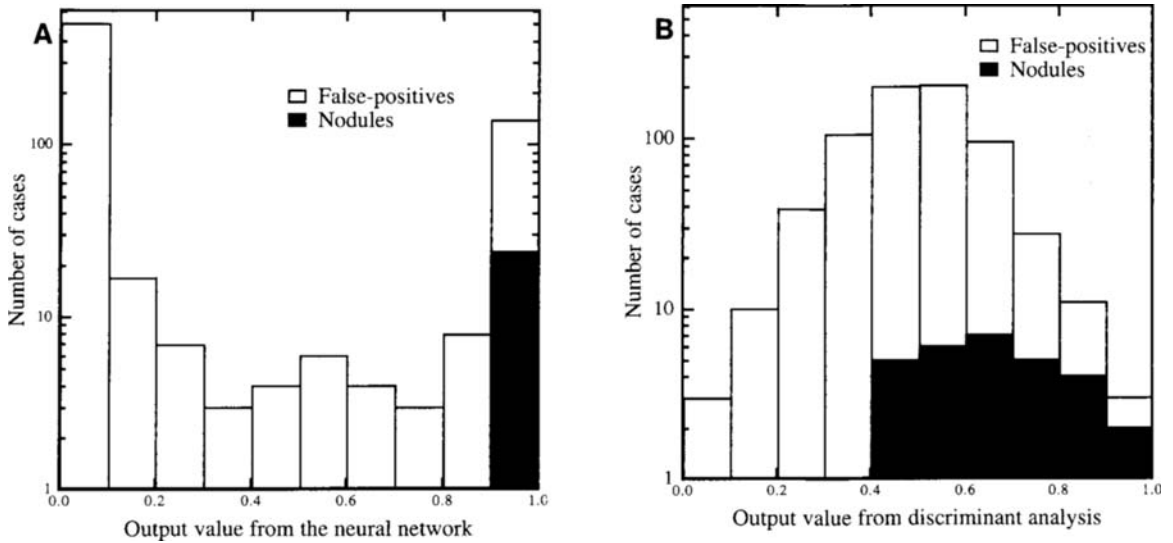 A
Number of cases
False-positives
Nodules
100
10
1
0.0 0.2 0.4 0.6 0.8 1.0
Output value from the neural network
B
Number of cases
False-positives
Nodules
100
10
1
0.0 0.2 0.4 0.6 0.8 1.0
Output value from discriminant analysis